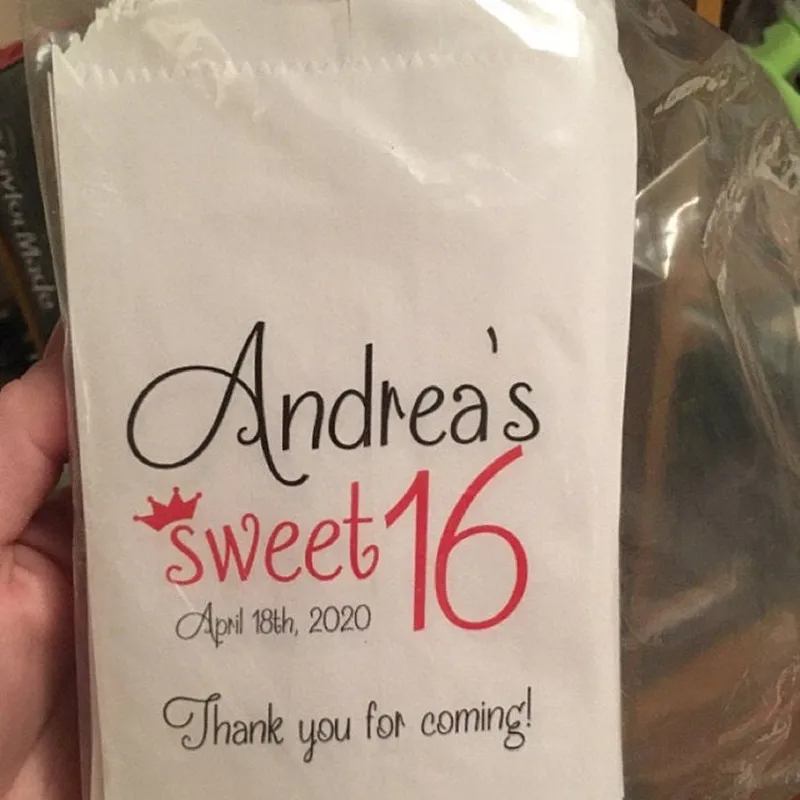 Andrea's
sweet 16
April 18th, 2020
Thank you for coming!